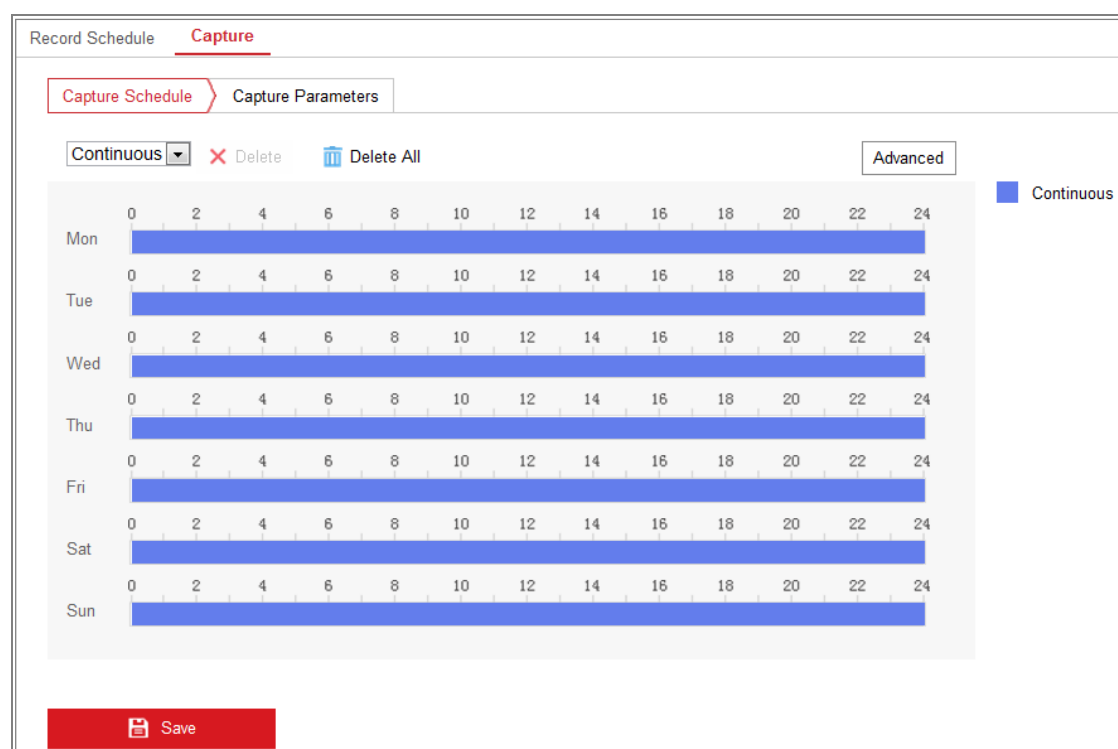 Record Schedule Capture
Capture Schedule Capture Parameters
Continuous Delete Delete All Advanced
Continuous
0 2 4 6 8 10 12 14 16 18 20 22 24
Mon
0 2 4 6 8 10 12 14 16 18 20 22 24
Tue
0 2 4 6 8 10 12 14 16 18 20 22 24
Wed
0 2 4 6 8 10 12 14 16 18 20 22 24
Thu
0 2 4 6 8 10 12 14 16 18 20 22 24
Fri
0 2 4 6 8 10 12 14 16 18 20 22 24
Sat
0 2 4 6 8 10 12 14 16 18 20 22 24
Sun
Save